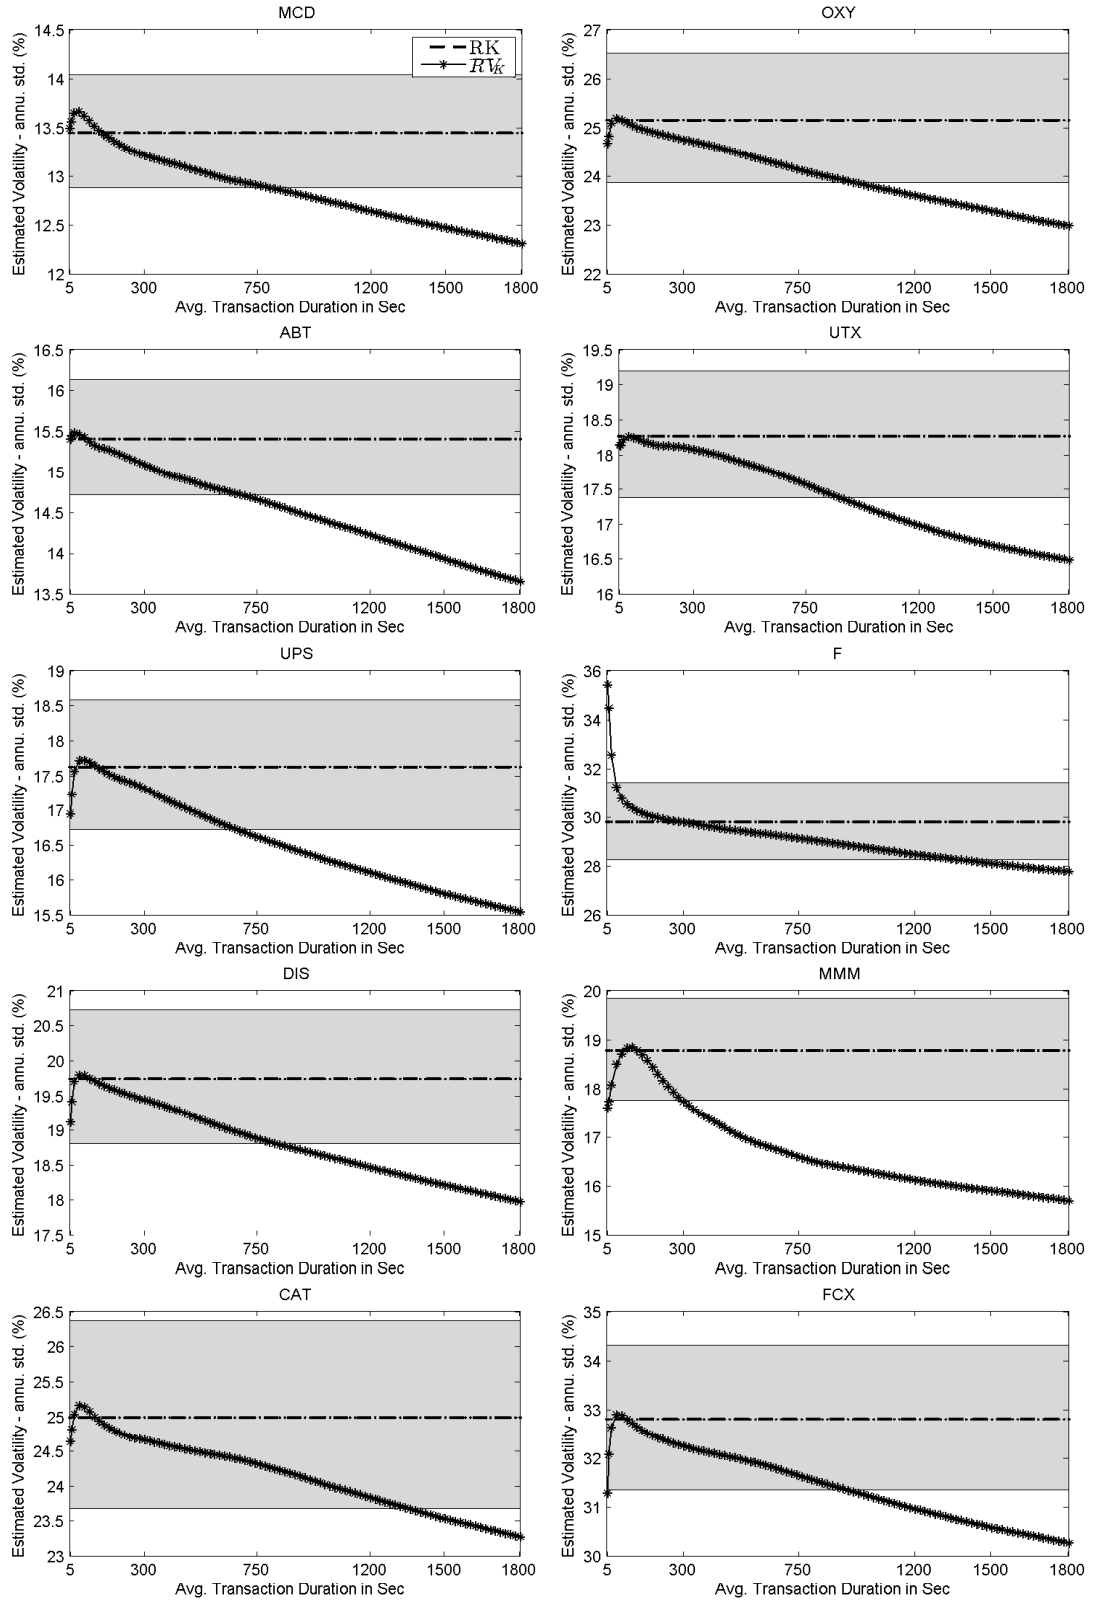 MCD
Estimated Volatility - annu. std. (%)
14.5
14
13.5
13
12.5
12
RK
RV_K
5 300 750 1200 1500 1800
Avg. Transaction Duration in Sec
OXY
Estimated Volatility - annu. std. (%)
27
26
25
24
23
22
5 300 750 1200 1500 1800
Avg. Transaction Duration in Sec
ABT
Estimated Volatility - annu. std. (%)
16.5
16
15.5
15
14.5
14
13.5
5 300 750 1200 1500 1800
Avg. Transaction Duration in Sec
UTX
Estimated Volatility - annu. std. (%)
19.5
19
18.5
18
17.5
17
16.5
16
5 300 750 1200 1500 1800
Avg. Transaction Duration in Sec
UPS
Estimated Volatility - annu. std. (%)
19
18.5
18
17.5
17
16.5
16
15.5
5 300 750 1200 1500 1800
Avg. Transaction Duration in Sec
F
Estimated Volatility - annu. std. (%)
36
34
32
30
28
26
5 300 750 1200 1500 1800
Avg. Transaction Duration in Sec
DIS
Estimated Volatility - annu. std. (%)
21
20.5
20
19.5
19
18.5
18
17.5
5 300 750 1200 1500 1800
Avg. Transaction Duration in Sec
MMM
Estimated Volatility - annu. std. (%)
20
19
18
17
16
15
5 300 750 1200 1500 1800
Avg. Transaction Duration in Sec
CAT
Estimated Volatility - annu. std. (%)
26.5
26
25.5
25
24.5
24
23.5
23
5 300 750 1200 1500 1800
Avg. Transaction Duration in Sec
FCX
Estimated Volatility - annu. std. (%)
35
34
33
32
31
30
5 300 750 1200 1500 1800
Avg. Transaction Duration in Sec